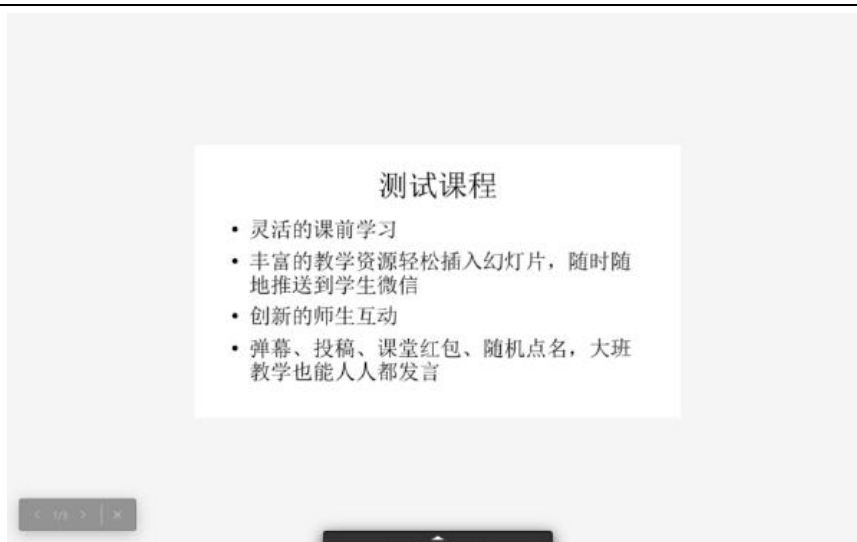 测试课程
• 灵活的课前学习
• 丰富的教学资源轻松插入幻灯片，随时随
地推送到学生微信
• 创新的师生互动
• 弹幕、投稿、课堂红包、随机点名，大班
教学也能人人都发言